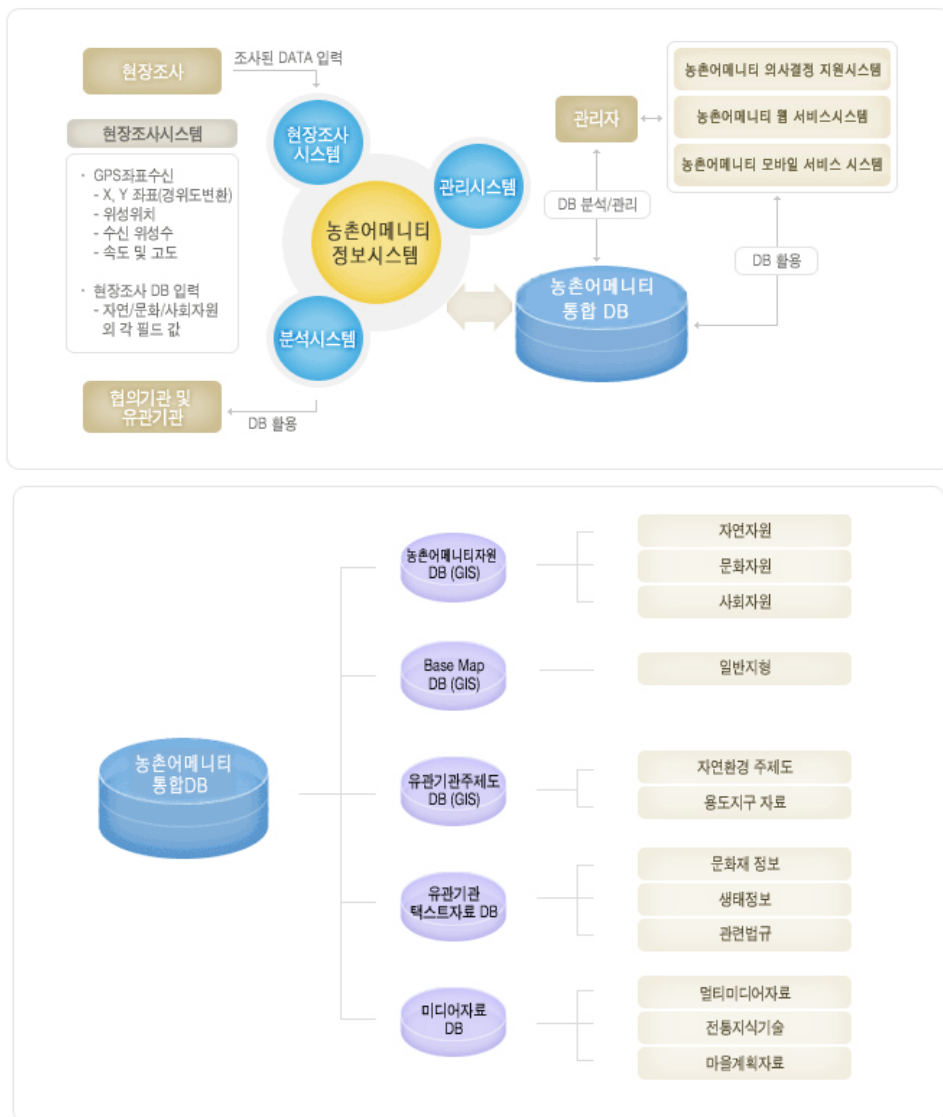 현장조사
조사된 DATA 입력
현장조사시스템
· GPS좌표수신
- X, Y 좌표(경위도변환)
- 위성위치
- 수신 위성수
- 속도 및 고도
· 현장조사 DB 입력
- 자연/문화/사회자원
외 각 필드 값
협의기관 및
유관기관
DB 활용
현장조사
시스템
관리시스템
농촌어메니티
정보시스템
분석시스템
관리자
DB 분석/관리
농촌어메니티
통합 DB
농촌어메니티 의사결정 지원시스템
농촌어메니티 웹 서비스시스템
농촌어메니티 모바일 서비스 시스템
DB 활용
농촌어메니티
통합DB
농촌어메니티자원
DB (GIS)
자연자원
문화자원
사회자원
Base Map
DB (GIS)
일반지형
유관기관주제도
DB (GIS)
자연환경 주제도
용도지구 자료
유관기관
택스트자료 DB
문화재 정보
생태정보
관련법규
미디어자료
DB
멀티미디어자료
전통지식기술
마을계획자료